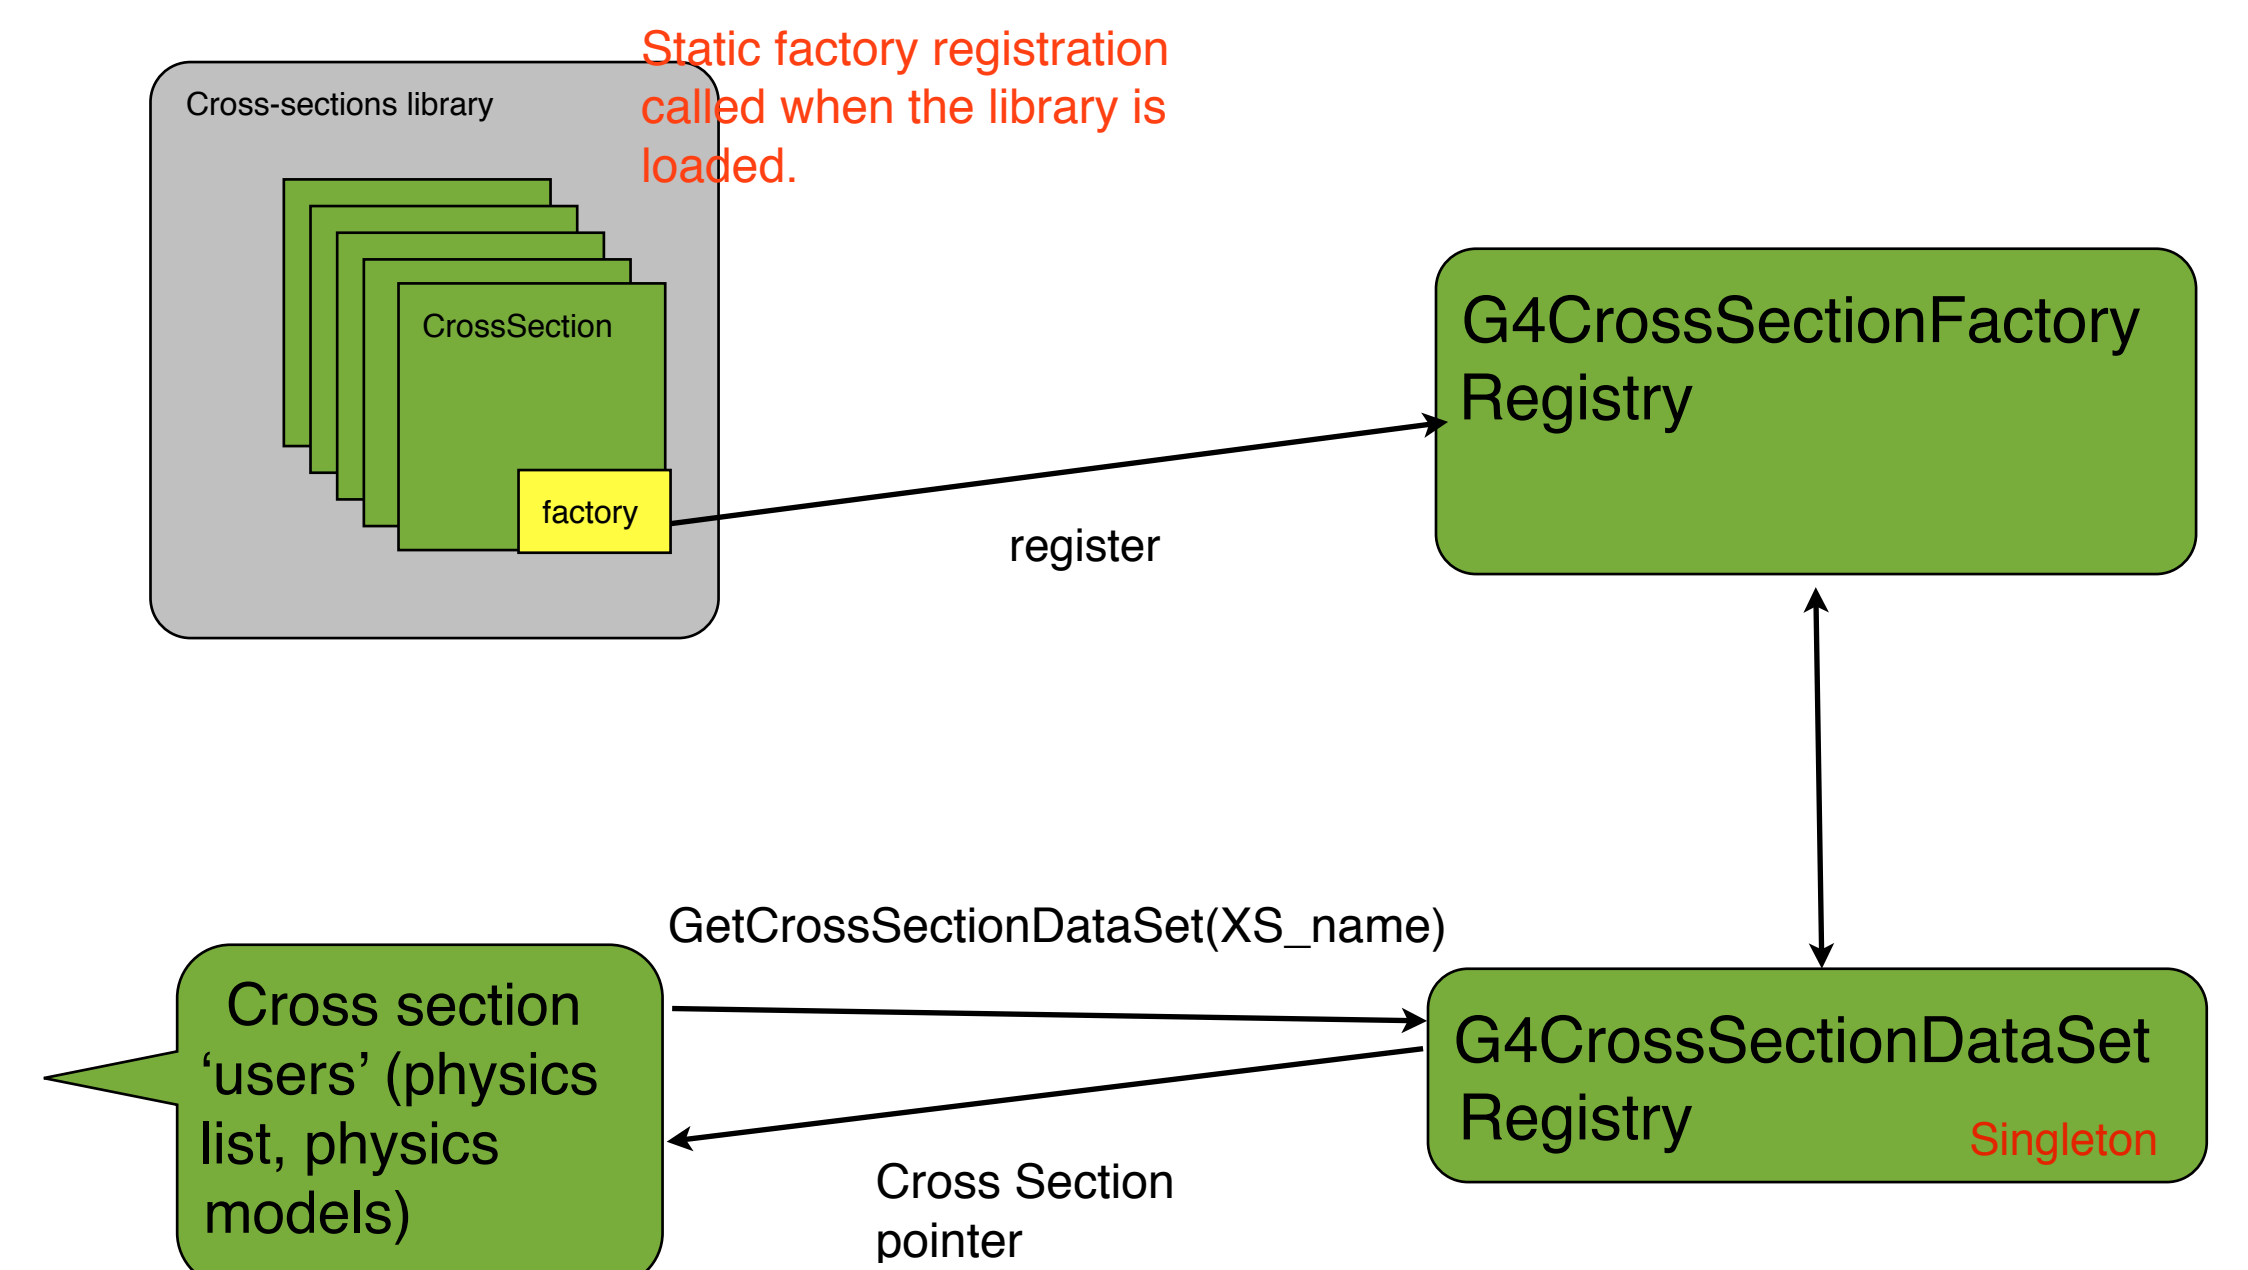 Static factory registration
called when the library is
loaded.
Cross-sections library
CrossSection
factory
register
G4CrossSectionFactory
Registry
GetCrossSectionDataSet(XS_name)
Cross section
‘users’ (physics
list, physics
models)
Cross Section
pointer
G4CrossSectionDataSet
Registry
Singleton